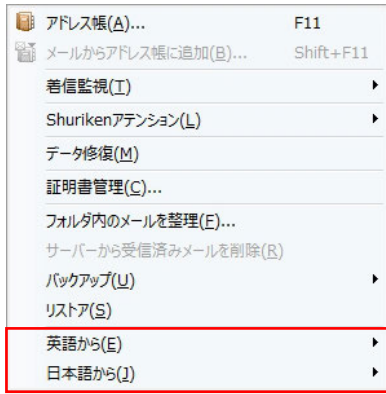 アドレス帳(A)... F11
メールからアドレス帳に追加(B)... Shift+F11
着信監視(T)
Shurikenアテンション(L)
データ修復(M)
証明書管理(C)...
フォルダ内のメールを整理(F)...
サーバーから受信済みメールを削除(R)
バックアップ(U)
リストア(S)
英語から(E)
日本語から(J)